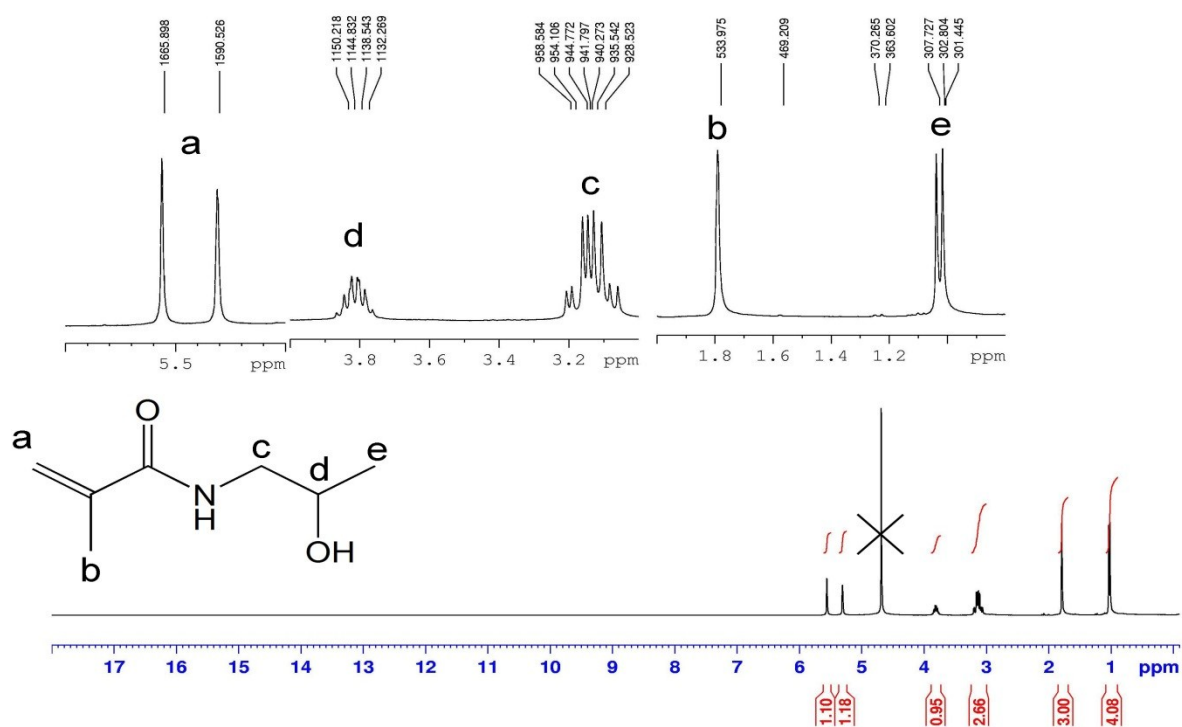 1665.898
1590.526
1150.218
1144.832
1138.543
1132.269
958.584
954.106
944.772
941.797
940.273
935.542
928.523
533.975
469.209
370.265
363.602
307.727
302.804
301.445
a
d
c
b
e
5.5 ppm
3.8 3.6 3.4 3.2 ppm
1.8 1.6 1.4 1.2 ppm
O
a
c
e
d
N
H
OH
b
17 16 15 14 13 12 11 10 9 8 7 6 5 4 3 2 1 ppm
1.10
1.18
0.95
2.66
3.00
4.08